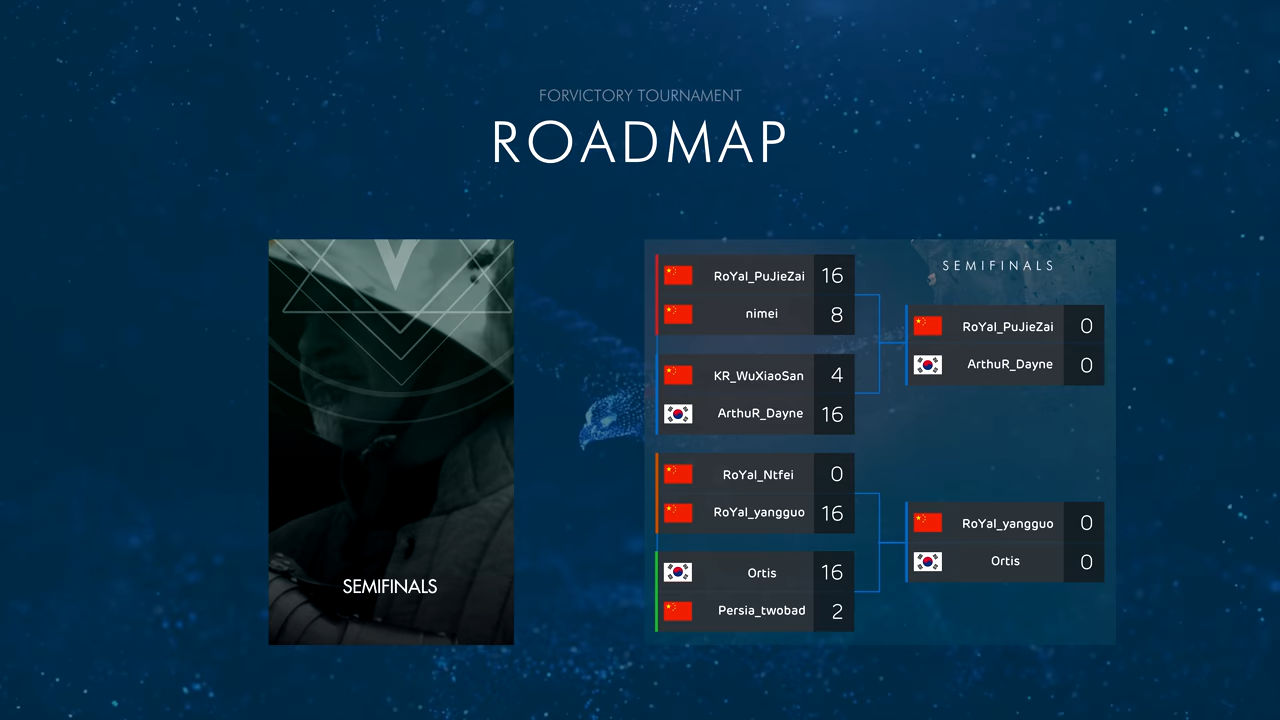 FORVICTORY TOURNAMENT
ROADMAP
SEMIFINALS
RoYal_PuJieZai 16
nimei 8
KR_WuXiaoSan 4
ArthuR_Dayne 16
RoYal_Ntfei 0
RoYal_yangguo 16
Ortis 16
Persia_twobad 2
SEMIFINALS
RoYal_PuJieZai 0
ArthuR_Dayne 0
RoYal_yangguo 0
Ortis 0